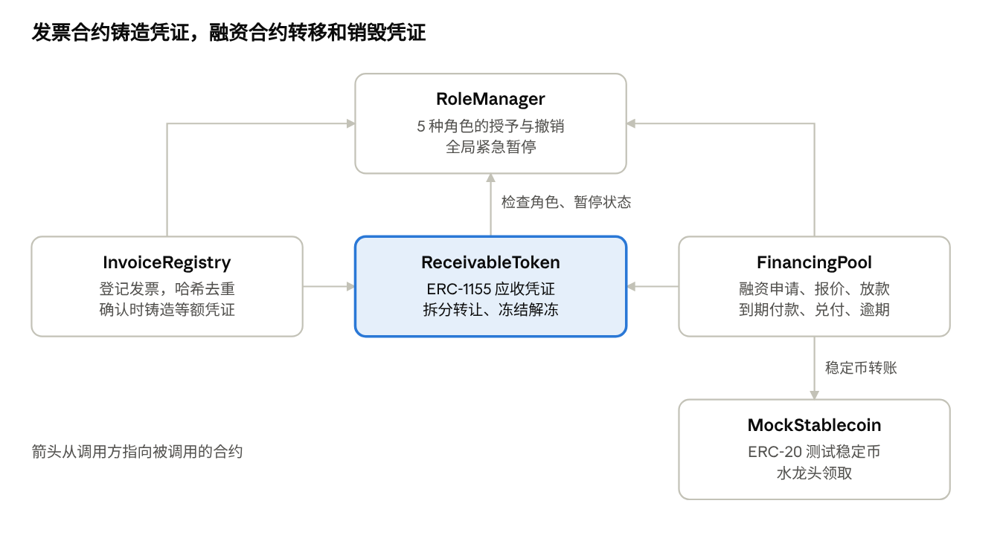 发票合约铸造凭证，融资合约转移和销毁凭证
RoleManager
5 种角色的授予与撤销
全局紧急暂停
检查角色、暂停状态
InvoiceRegistry
登记发票，哈希去重
确认时铸造等额凭证
ReceivableToken
ERC-1155 应收凭证
拆分转让、冻结解冻
FinancingPool
融资申请、报价、放款
到期付款、兑付、逾期
稳定币转账
MockStablecoin
ERC-20 测试稳定币
水龙头领取
箭头从调用方指向被调用的合约